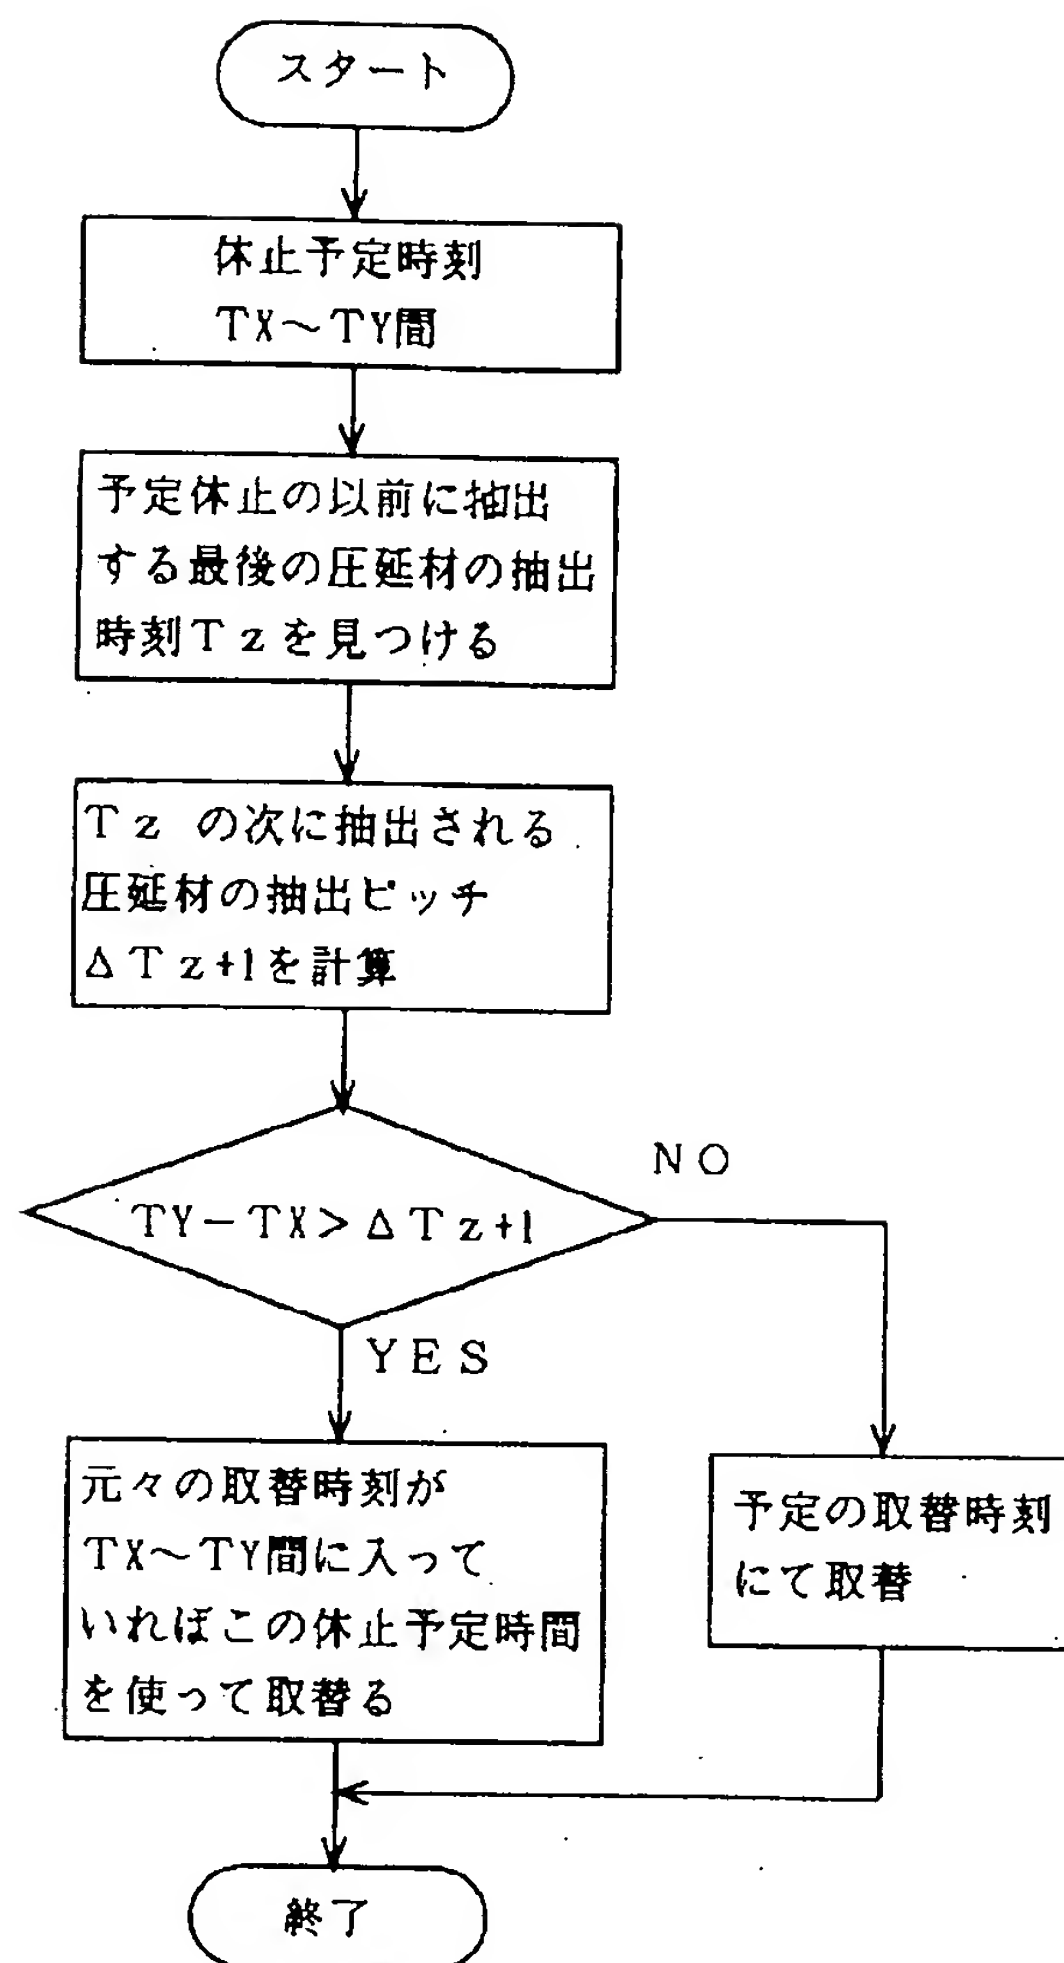 スタート
休止予定時刻
TX～TY間
予定休止の以前に抽出
する最後の圧延材の抽出
時刻Tzを見つける
Tz の次に抽出される
圧延材の抽出ピッチ
ΔTz+1を計算
TY－TX＞ΔTz+1
NO
YES
元々の取替時刻が
TX～TY間に入って
いればこの休止予定時間
を使って取替る
予定の取替時刻
にて取替
終了